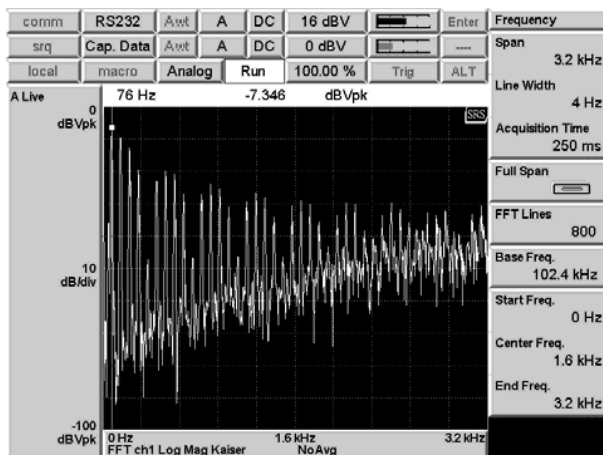 comm RS232 Awt A DC 16 dBV Enter Frequency
srq Cap. Data Awt A DC 0 dBV ----
local macro Analog Run 100.00 % Trig ALT
Span
3.2 kHz
Line Width
4 Hz
Acquisition Time
250 ms
Full Span
FFT Lines
800
Base Freq.
102.4 kHz
Start Freq.
0 Hz
Center Freq.
1.6 kHz
End Freq.
3.2 kHz
A Live 76 Hz -7.346 dBVpk
0
dBVpk
SRS
10
dB/div
-100
dBVpk
0 Hz 1.6 kHz 3.2 kHz
FFT ch1 Log Mag Kaiser NoAvg